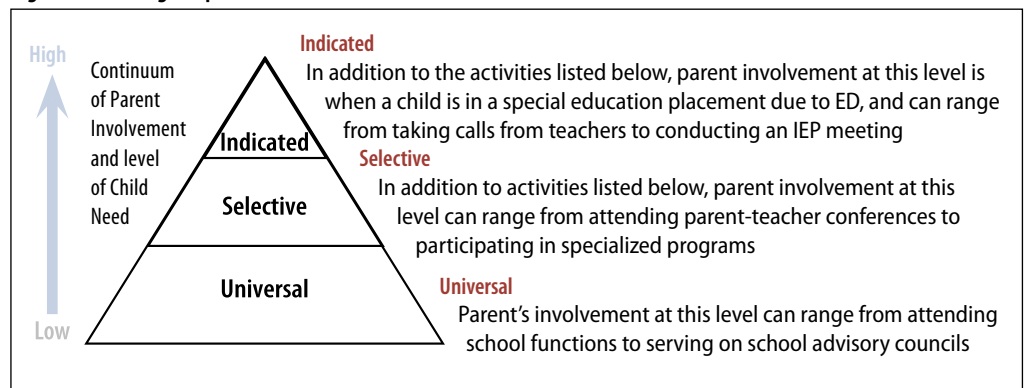 High
Continuum
of Parent
Involvement
and level
of Child
Need
Low
Indicated
Selective
Universal
Indicated
In addition to the activities listed below, parent involvement at this level is
when a child is in a special education placement due to ED, and can range
from taking calls from teachers to conducting an IEP meeting
Selective
In addition to activities listed below, parent involvement at this
level can range from attending parent-teacher conferences to
participating in specialized programs
Universal
Parent’s involvement at this level can range from attending
school functions to serving on school advisory councils